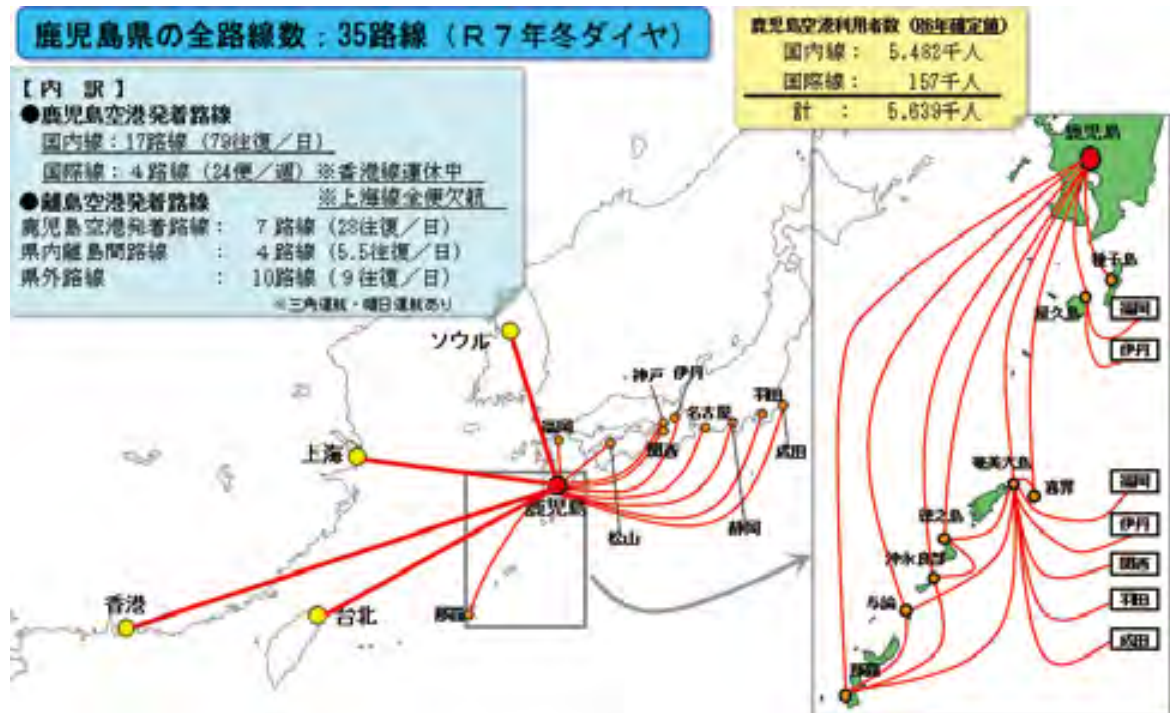 鹿児島県の全路線数：35路線（R7年冬ダイヤ）
鹿児島空港利用者数（R6年確定値）
国内線： 5,482千人
国際線： 157千人
計 ： 5,639千人
【内 訳】
●鹿児島空港発着路線
国内線：17路線（79往復／日）
国際線：4路線（24便／週）※香港線運休中
※上海線全便欠航
●離島空港発着路線
鹿児島空港発着路線： 7路線（28往復／日）
県内離島間路線 ： 4路線（5.5往復／日）
県外路線 ： 10路線（9往復／日）
※三角運航・曜日運航あり
ソウル
上海
香港
台北
福岡
鹿児島
松山
神戸
伊丹
関西
名古屋
静岡
羽田
成田
那覇
鹿児島
種子島
屋久島
福岡
伊丹
奄美大島
喜界
徳之島
沖永良部
与論
那覇
福岡
伊丹
関西
羽田
成田